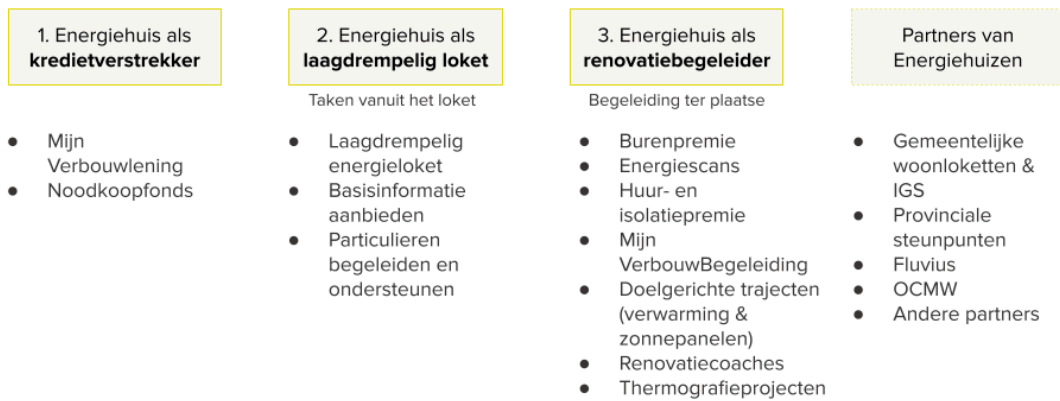 1. Energiehuis als
kredietverstrekker
● Mijn
Verbouwlening
● Noodkoopfonds
2. Energiehuis als
laagdrempelig loket
Taken vanuit het loket
● Laagdrempelig
energieloket
● Basisinformatie
aanbieden
● Particulieren
begeleiden en
ondersteunen
3. Energiehuis als
renovatiebegeleider
Begeleiding ter plaatse
● Burenpremie
● Energiescans
● Huur- en
isolatiepremie
● Mijn
VerbouwBegeleiding
● Doelgerichte trajecten
(verwarming &
zonnepanelen)
● Renovatiecoaches
● Thermografieprojecten
Partners van
Energiehuizen
● Gemeentelijke
woonloketten &
IGS
● Provinciale
steunpunten
● Fluvius
● OCMW
● Andere partners